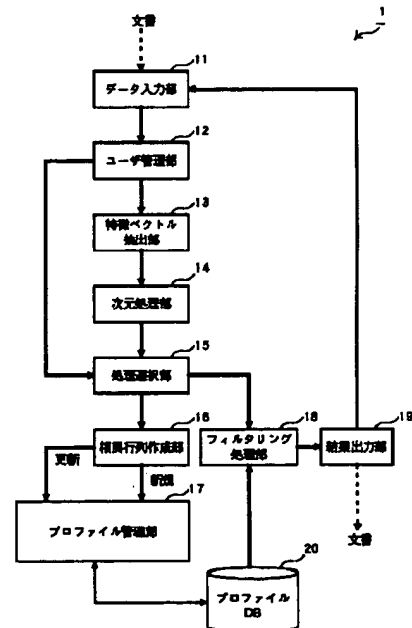 文書
1
11
データ入力部
12
ユーザ管理部
13
特徴ベクトル
抽出部
14
次元処理部
15
処理選択部
16
相関行列作成部
18
フィルタリング
処理部
19
結果出力部
更新
新規
17
プロファイル管理部
文書
20
プロファイル
DB